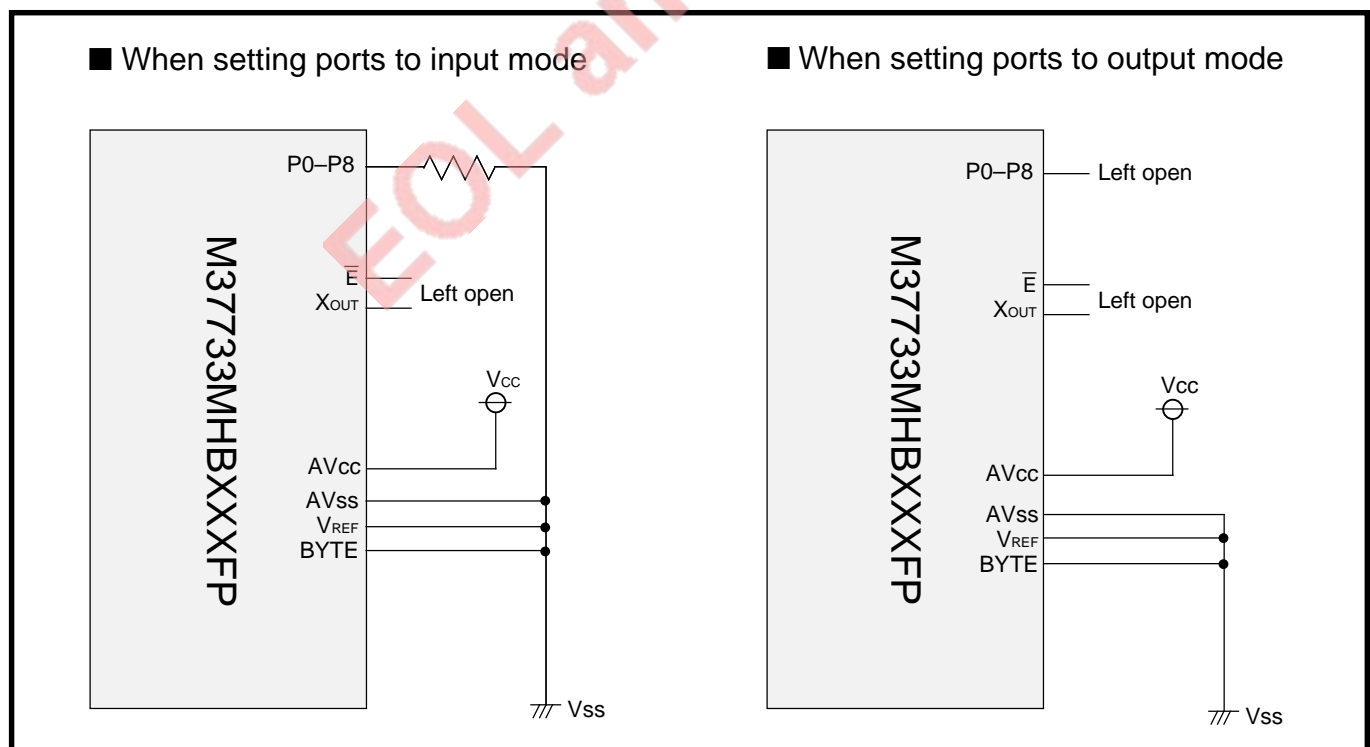 ■ When setting ports to input mode
P0–P8
M37733MHBXXXFP
E
XOUT
Left open
VCC
AVCC
AVSS
VREF
BYTE
VSS
■ When setting ports to output mode
P0–P8
Left open
M37733MHBXXXFP
E
XOUT
Left open
VCC
AVCC
AVSS
VREF
BYTE
VSS
EOL an